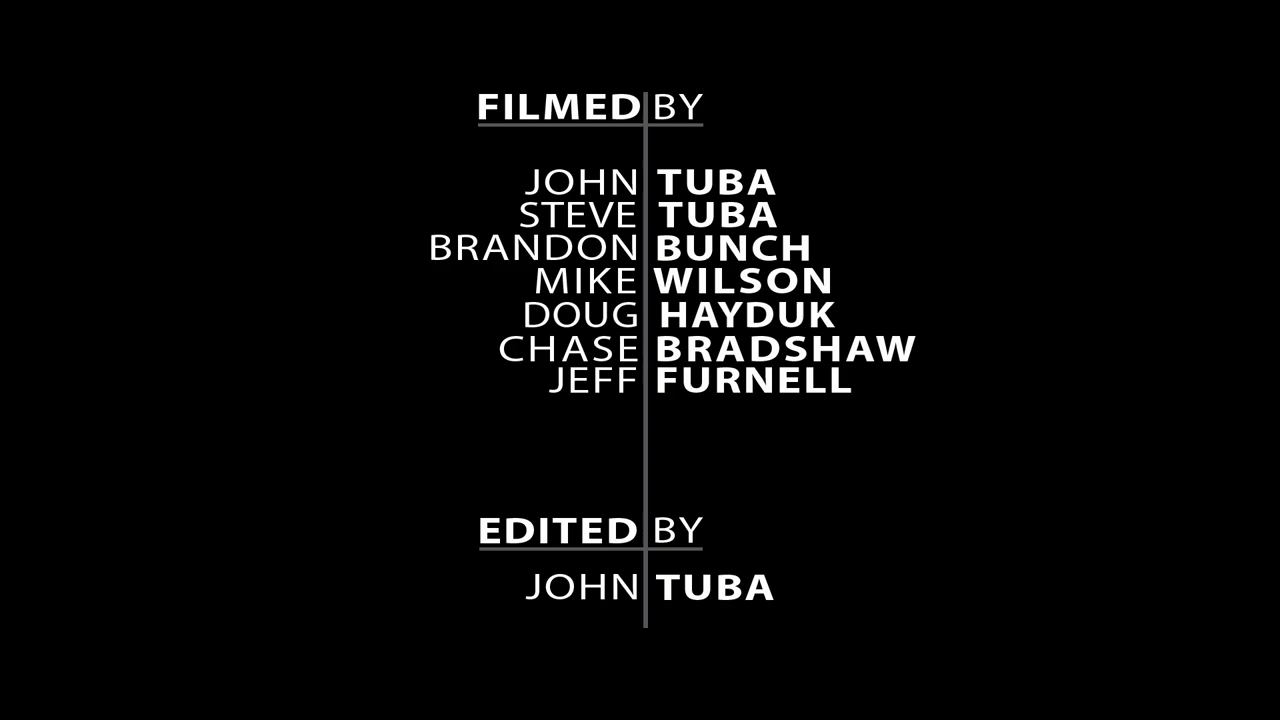 FILMED BY
JOHN TUBA
STEVE TUBA
BRANDON BUNCH
MIKE WILSON
DOUG HAYDUK
CHASE BRADSHAW
JEFF FURNELL
EDITED BY
JOHN TUBA